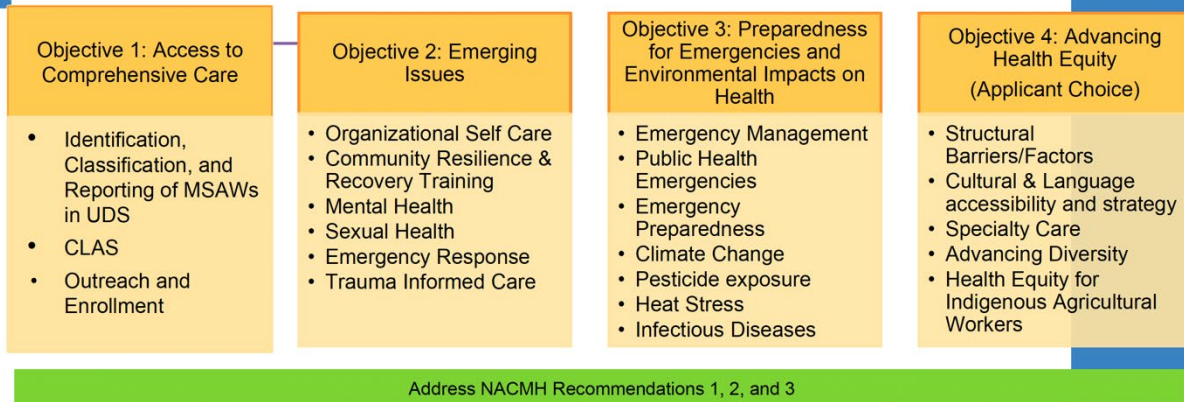 Objective 1: Access to
Comprehensive Care
• Identification,
Classification, and
Reporting of MSAWs
in UDS
• CLAS
• Outreach and
Enrollment
Objective 2: Emerging
Issues
• Organizational Self Care
• Community Resilience &
Recovery Training
• Mental Health
• Sexual Health
• Emergency Response
• Trauma Informed Care
Objective 3: Preparedness
for Emergencies and
Environmental Impacts on
Health
• Emergency Management
• Public Health
Emergencies
• Emergency
Preparedness
• Climate Change
• Pesticide exposure
• Heat Stress
• Infectious Diseases
Objective 4: Advancing
Health Equity
(Applicant Choice)
• Structural
Barriers/Factors
• Cultural & Language
accessibility and strategy
• Specialty Care
• Advancing Diversity
• Health Equity for
Indigenous Agricultural
Workers
Address NACMH Recommendations 1, 2, and 3